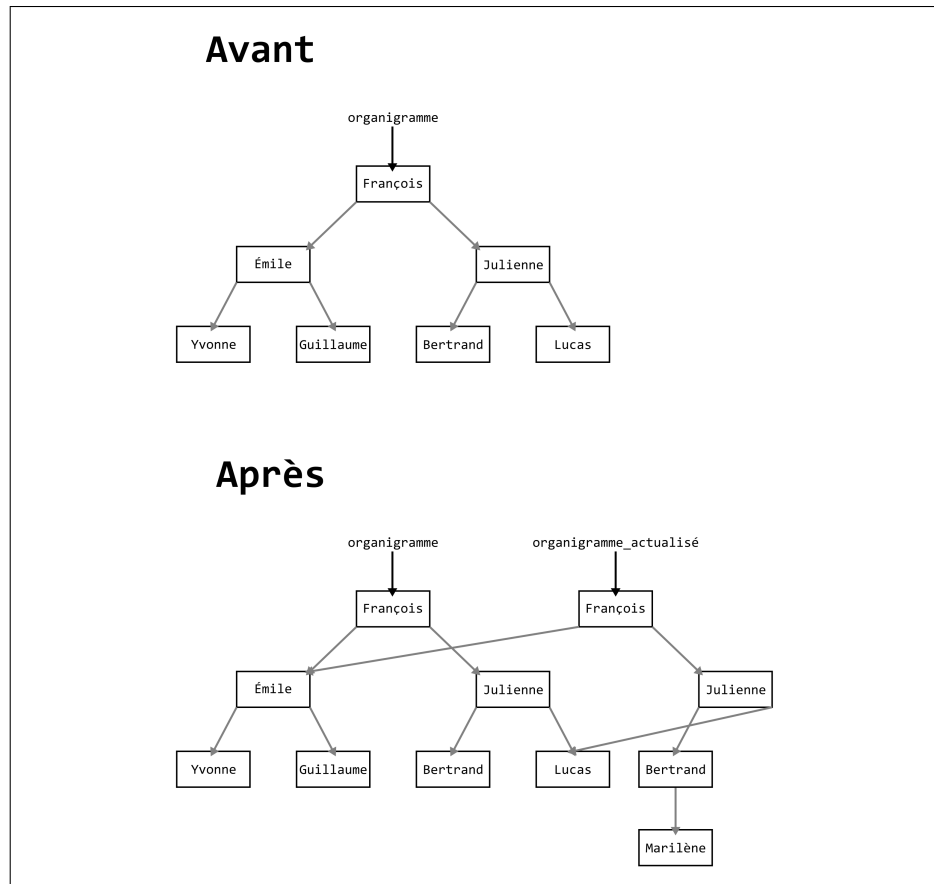 Avant
organigramme
François
Émile Julienne
Yvonne Guillaume Bertrand Lucas
Après
organigramme organigramme_actualisé
François François
Émile Julienne Julienne
Yvonne Guillaume Bertrand Lucas Bertrand
Marilène